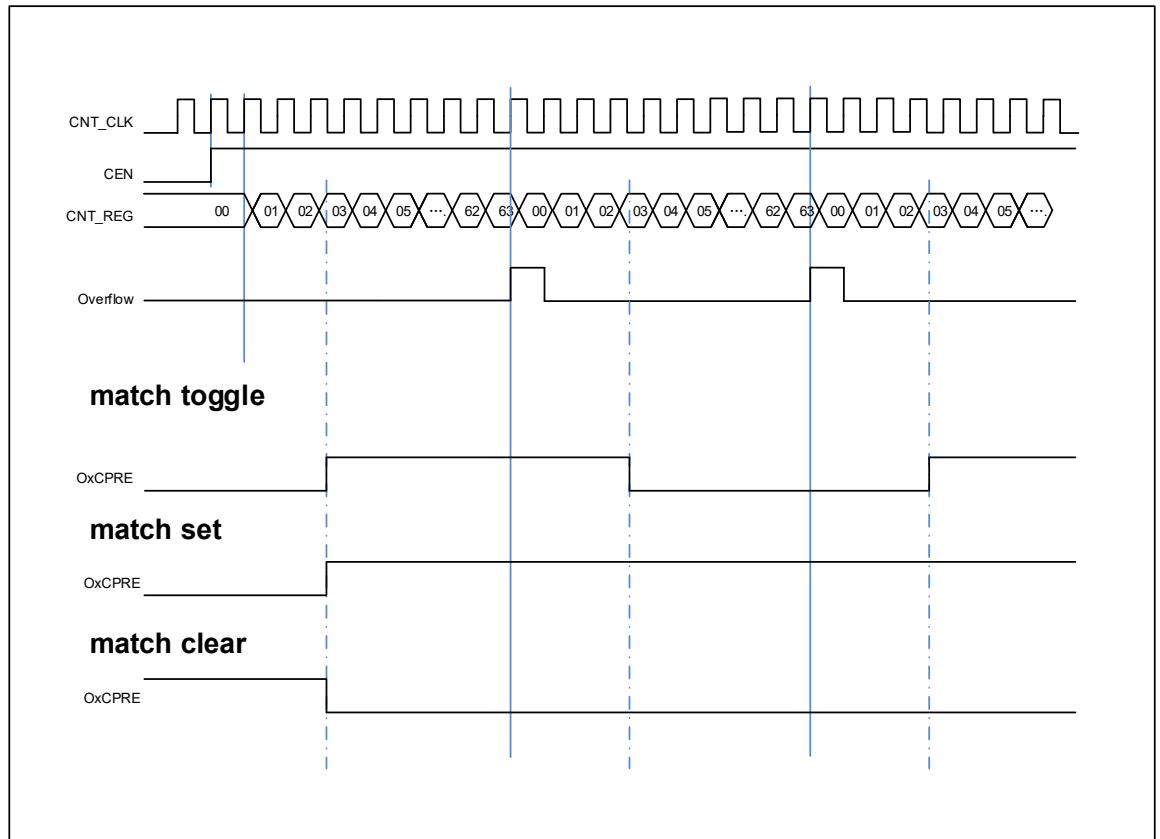 CNT_CLK
CEN
CNT_REG 00 01 02 03 04 05 …. 62 63 00 01 02 03 04 05 …. 62 63 00 01 02 03 04 05 ….
Overflow
match toggle
OxCPRE
match set
OxCPRE
match clear
OxCPRE